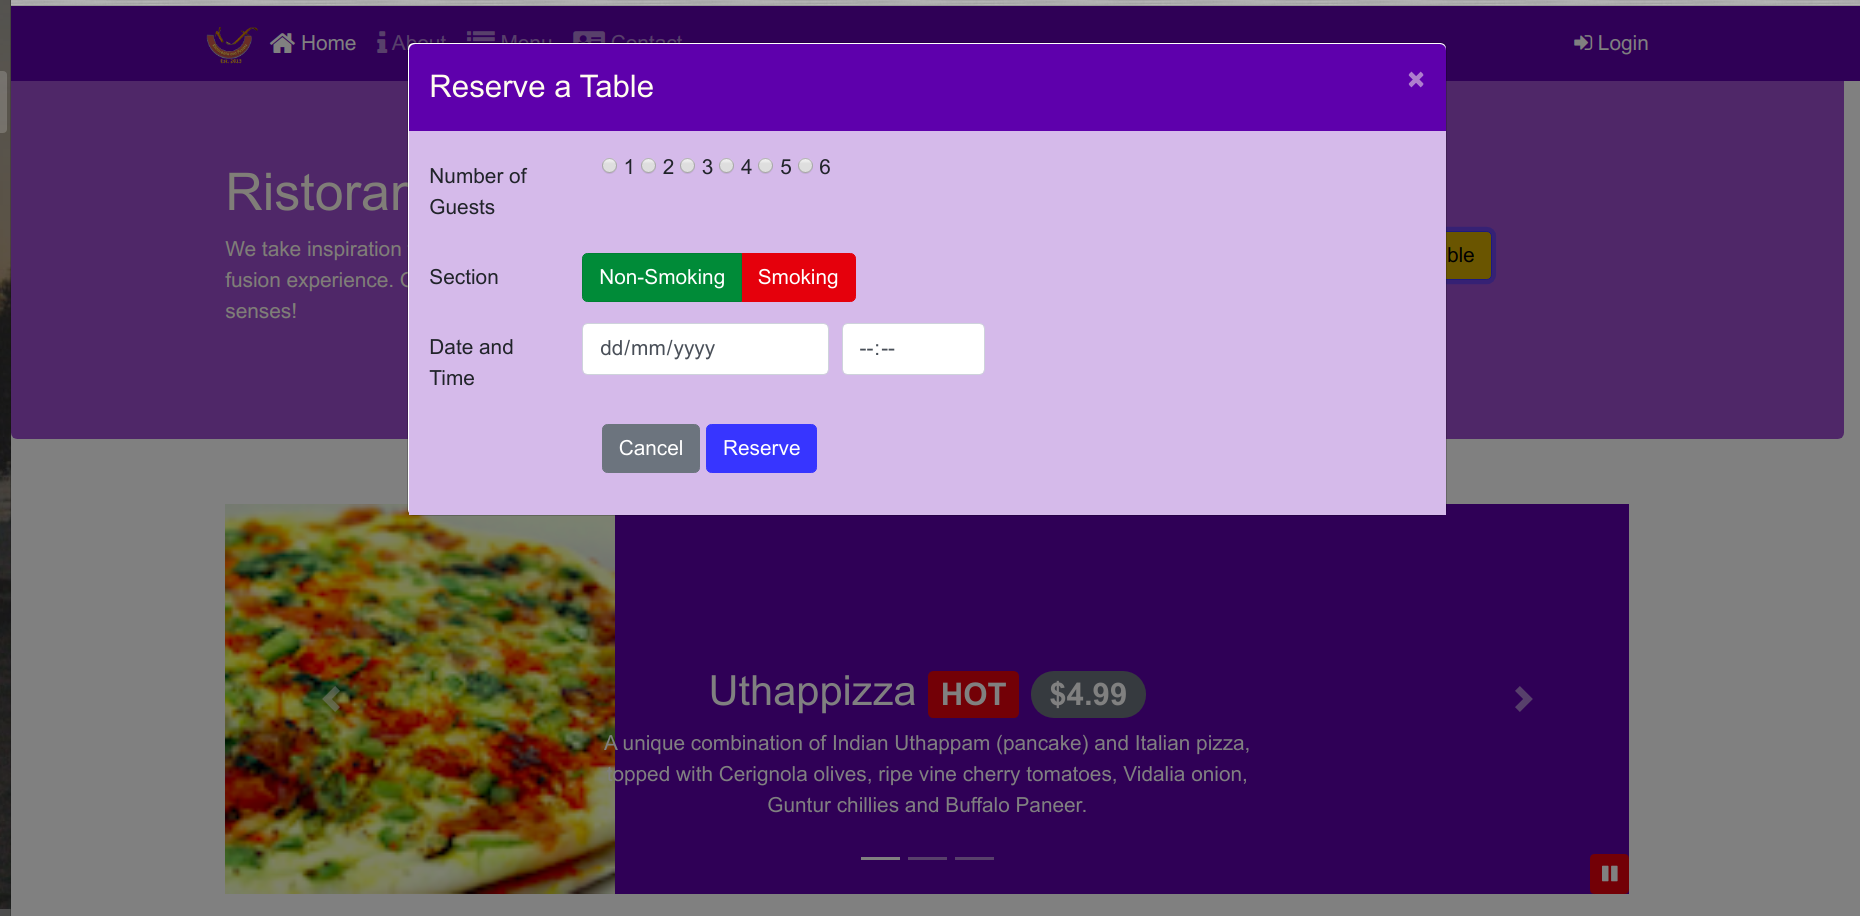 Home About Menu Contact Login
Reserve a Table ×
Number of Guests
1 2 3 4 5 6
Section
Non-Smoking Smoking
Date and Time
dd/mm/yyyy --:--
Cancel Reserve
We take inspiration
fusion experience.
senses!
Uthappizza HOT $4.99
A unique combination of Indian Uthappam (pancake) and Italian pizza,
topped with Cerignola olives, ripe vine cherry tomatoes, Vidalia onion,
Guntur chillies and Buffalo Paneer.